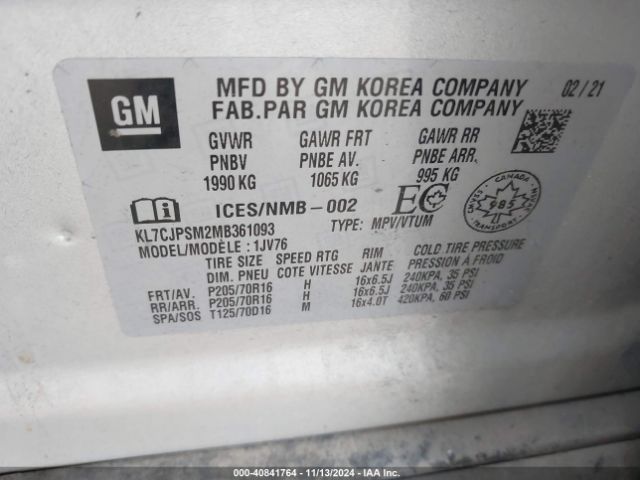 GM
MFD BY GM KOREA COMPANY 02/21
FAB.PAR GM KOREA COMPANY
GVWR GAWR FRT GAWR RR
PNBV PNBE AV. PNBE ARR.
1990 KG 1065 KG 995 KG
ICES/NMB-002 EC
CANADA
985
TRANSPORT
KL7CJPSM2MB361093 TYPE: MPV/VTUM
MODEL/MODÈLE : 1JV76
TIRE SIZE SPEED RTG RIM COLD TIRE PRESSURE
DIM. PNEU COTE VITESSE JANTE PRESSION À FROID
FRT/AV. P205/70R16 H 16x6.5J 240KPA, 35 PSI
RR/ARR. P205/70R16 H 16x6.5J 240KPA, 35 PSI
SPA/SOS T125/70D16 M 16x4.0T 420KPA, 60 PSI
000-40841764 - 11/13/2024 - IAA Inc.